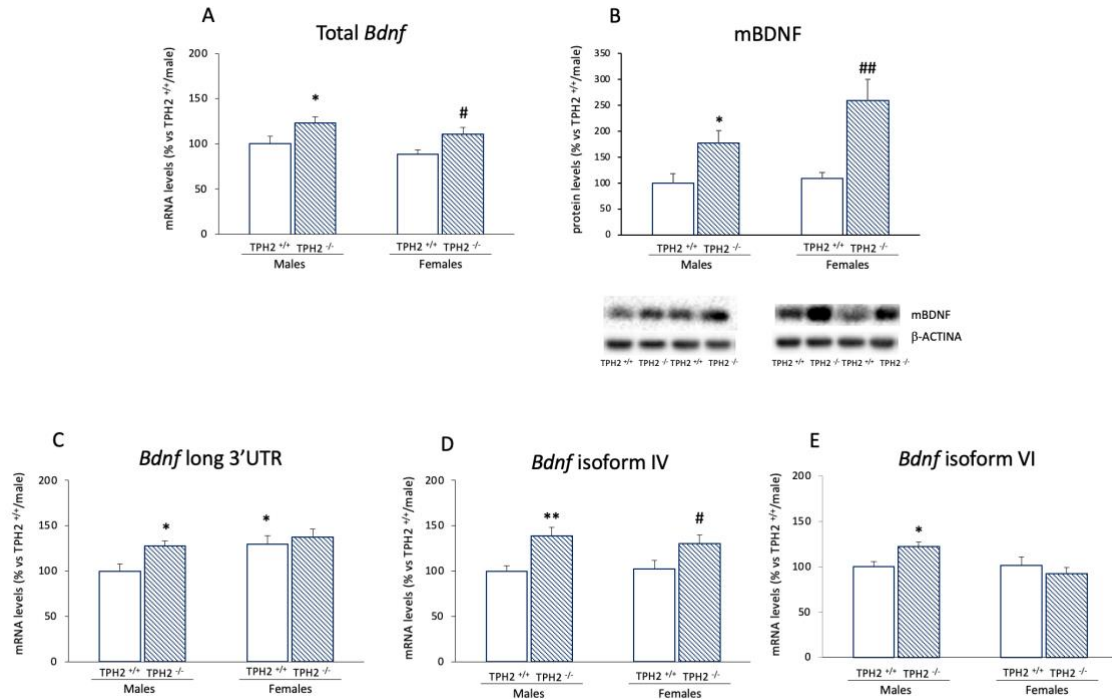 A
Total Bdnf
mRNA levels (% vs TPH2 +/+/male)
200
150
100
50
0
*
#
TPH2 +/+ TPH2 -/- TPH2 +/+ TPH2 -/-
Males Females
B
mBDNF
protein levels (% vs TPH2 +/+/male)
350
300
250
200
150
100
50
0
*
##
TPH2 +/+ TPH2 -/- TPH2 +/+ TPH2 -/-
Males Females
mBDNF
β-ACTINA
TPH2 +/+ TPH2 -/- TPH2 +/+ TPH2 -/- TPH2 +/+ TPH2 -/- TPH2 +/+ TPH2 -/-
C
Bdnf long 3'UTR
mRNA levels (% vs TPH2 +/+/male)
200
150
100
50
0
*
*
TPH2 +/+ TPH2 -/- TPH2 +/+ TPH2 -/-
Males Females
D
Bdnf isoform IV
mRNA levels (% vs TPH2 +/+/male)
200
150
100
50
0
**
#
TPH2 +/+ TPH2 -/- TPH2 +/+ TPH2 -/-
Males Females
E
Bdnf isoform VI
mRNA levels (% vs TPH2 +/+/male)
200
150
100
50
0
*
TPH2 +/+ TPH2 -/- TPH2 +/+ TPH2 -/-
Males Females